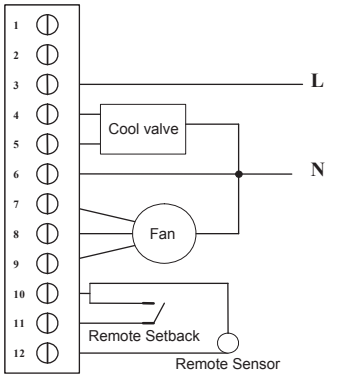 1
2
3 L
4
Cool valve
5
6 N
7
8 Fan
9
10
11
Remote Setback
12
Remote Sensor